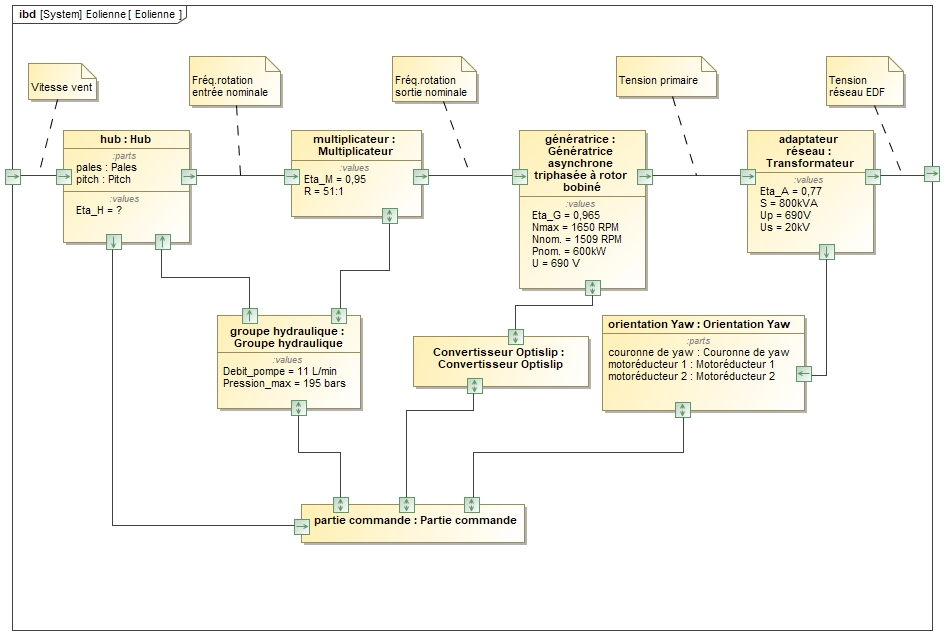 ibd [System] Eolienne [ Eolienne ]
Vitesse vent
Fréq.rotation
entrée nominale
Fréq.rotation
sortie nominale
Tension primaire
Tension
réseau EDF
hub : Hub
:parts
pales : Pales
pitch : Pitch
:values
Eta_H = ?
multiplicateur :
Multiplicateur
:values
Eta_M = 0,95
R = 51:1
génératrice :
Génératrice
asynchrone
triphasée à rotor
bobiné
:values
Eta_G = 0,965
Nmax = 1650 RPM
Nnom. = 1509 RPM
Pnom. = 600kW
U = 690 V
adaptateur
réseau :
Transformateur
:values
Eta_A = 0,77
S = 800kVA
Up = 690V
Us = 20kV
groupe hydraulique :
Groupe hydraulique
:values
Debit_pompe = 11 L/min
Pression_max = 195 bars
Convertisseur Optislip :
Convertisseur Optislip
orientation Yaw : Orientation Yaw
:parts
couronne de yaw : Couronne de yaw
motoréducteur 1 : Motoréducteur 1
motoréducteur 2 : Motoréducteur 2
partie commande : Partie commande